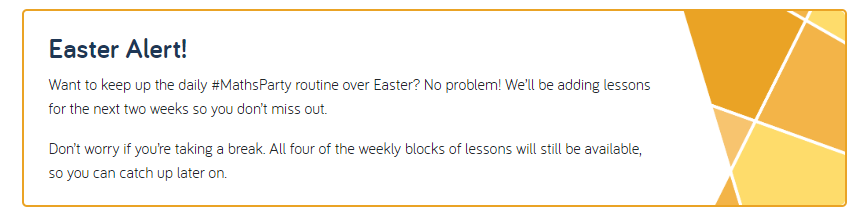 Easter Alert!
Want to keep up the daily #MathsParty routine over Easter? No problem! We'll be adding lessons
for the next two weeks so you don't miss out.
Don't worry if you're taking a break. All four of the weekly blocks of lessons will still be available,
so you can catch up later on.